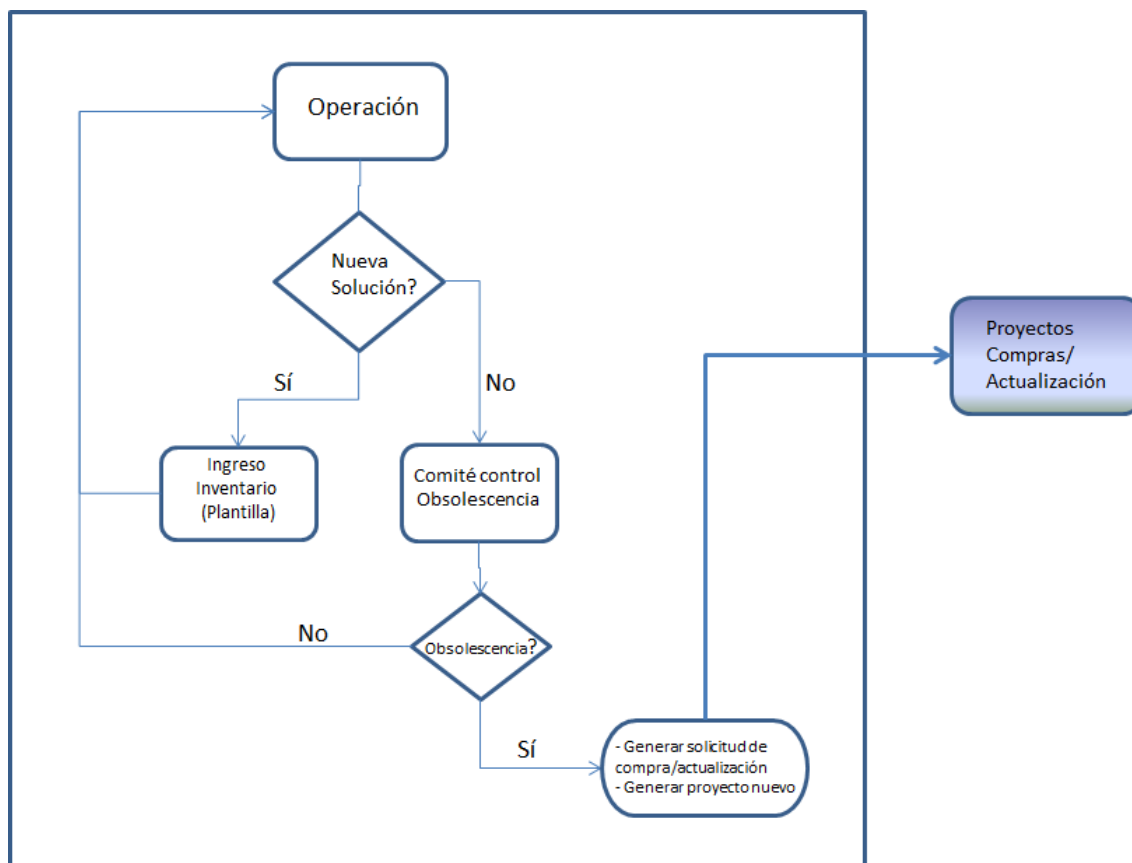 Operación
Nueva
Solución?
Sí
No
Ingreso
Inventario
(Plantilla)
Comité control
Obsolescencia
No
Obsolescencia?
Sí
- Generar solicitud de
compra/actualización
- Generar proyecto nuevo
Proyectos
Compras/
Actualización